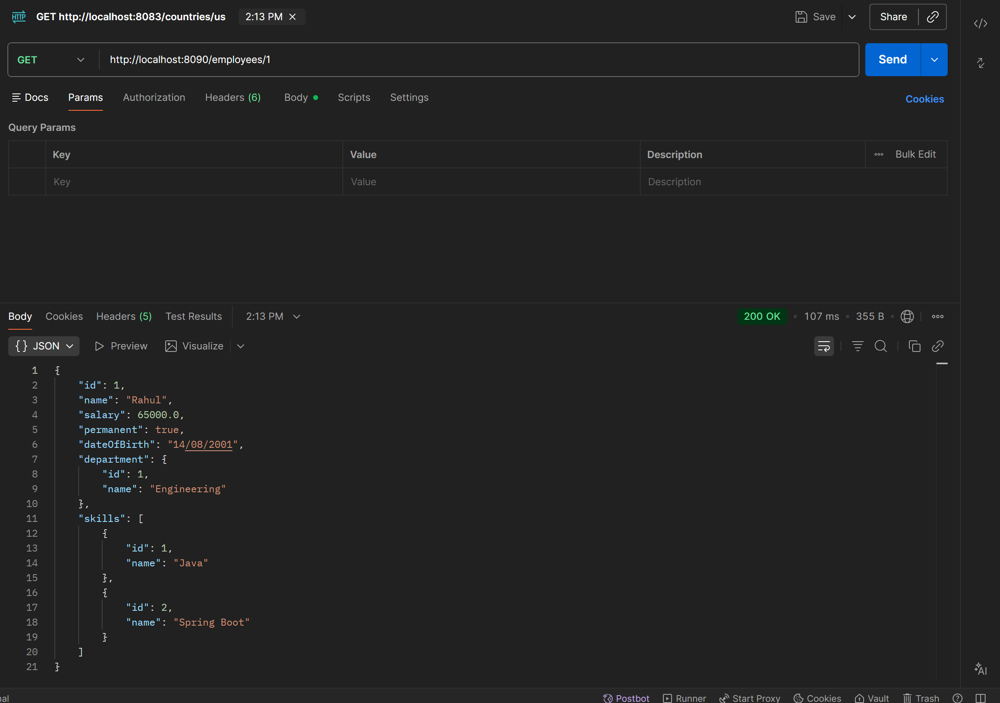 HTTP GET http://localhost:8083/countries/us 2:13 PM Save Share
GET http://localhost:8090/employees/1 Send
Docs Params Authorization Headers (6) Body Scripts Settings Cookies
Query Params
Key Value Description Bulk Edit
Key Value Description
Body Cookies Headers (5) Test Results 2:13 PM 200 OK 107 ms 355 B
{ } JSON Preview Visualize
1 {
2 "id": 1,
3 "name": "Rahul",
4 "salary": 65000.0,
5 "permanent": true,
6 "dateOfBirth": "14/08/2001",
7 "department": {
8 "id": 1,
9 "name": "Engineering"
10 },
11 "skills": [
12 {
13 "id": 1,
14 "name": "Java"
15 },
16 {
17 "id": 2,
18 "name": "Spring Boot"
19 }
20 ]
21 }
AI
Postbot Runner Start Proxy Cookies Vault Trash